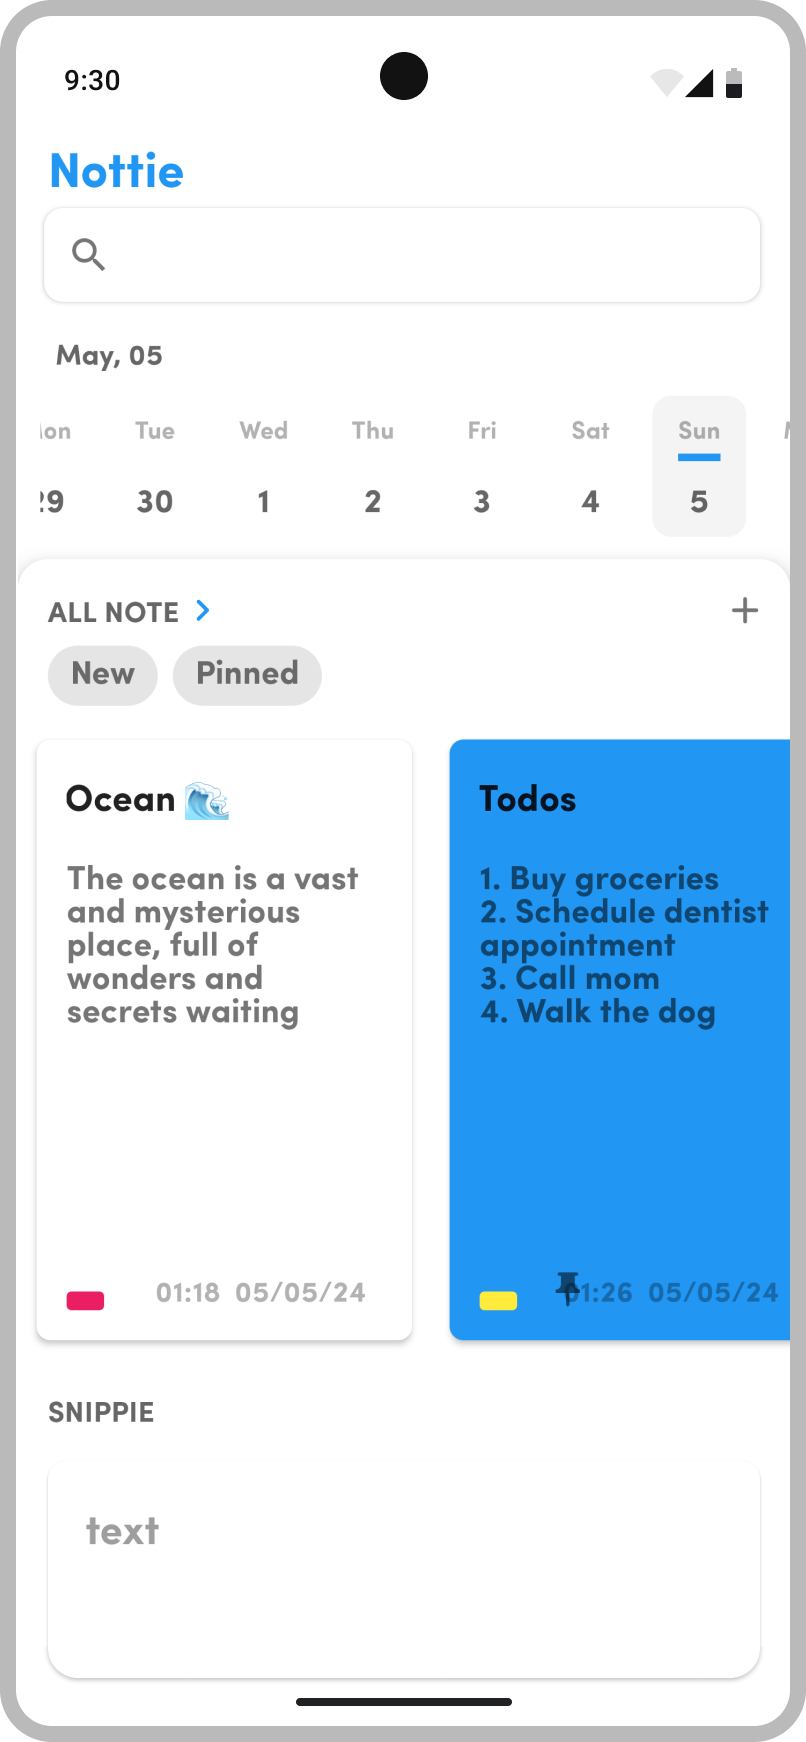 9:30
Nottie
May, 05
Tue Wed Thu Fri Sat Sun
29 30 1 2 3 4 5
ALL NOTE
New Pinned
Ocean 🌊
The ocean is a vast
and mysterious
place, full of
wonders and
secrets waiting
01:18 05/05/24
Todos
1. Buy groceries
2. Schedule dentist
appointment
3. Call mom
4. Walk the dog
01:26 05/05/24
SNIPPIE
text